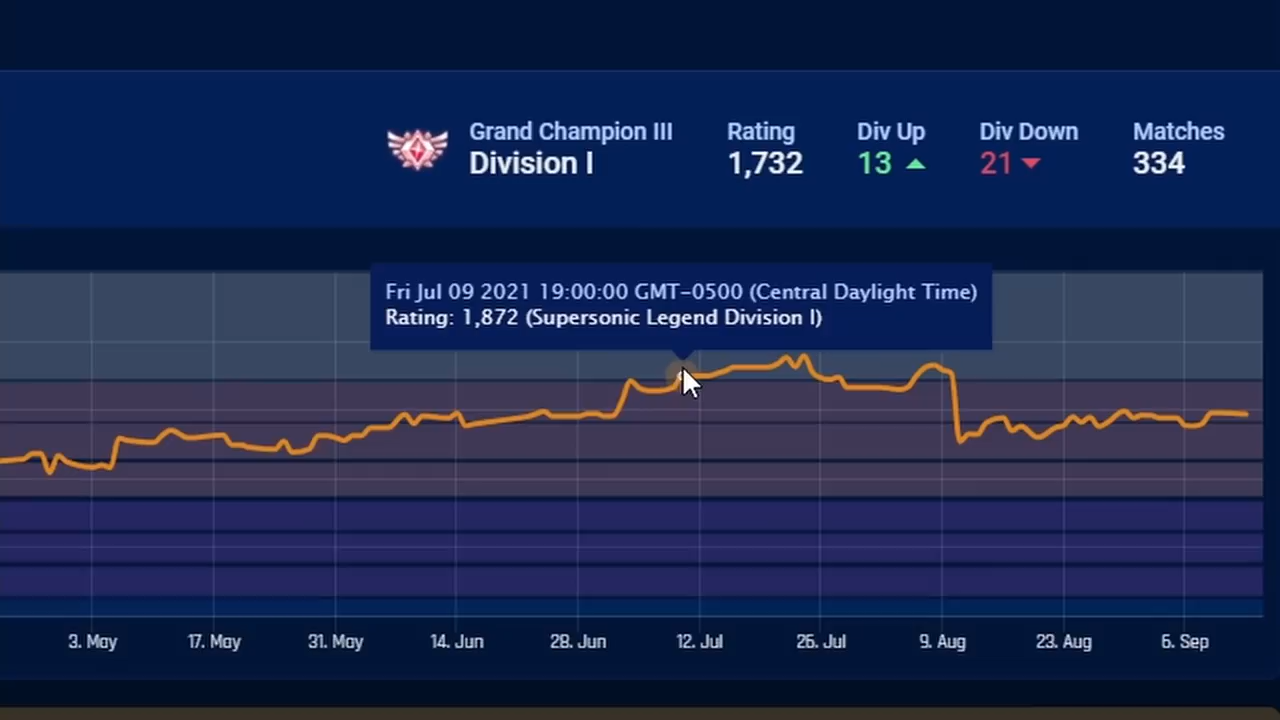 Grand Champion III Rating Div Up Div Down Matches
Division I 1,732 13 21 334
Fri Jul 09 2021 19:00:00 GMT-0500 (Central Daylight Time)
Rating: 1,872 (Supersonic Legend Division I)
3. May 17. May 31. May 14. Jun 28. Jun 12. Jul 26. Jul 9. Aug 23. Aug 6. Sep